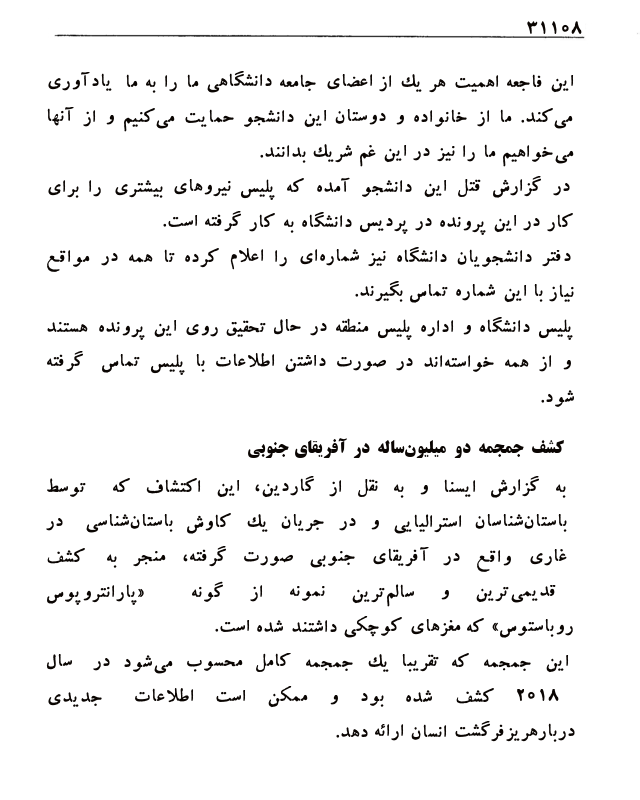 ۳۱۱۰۸
این فاجعه اهمیت هر یك از اعضای جامعه دانشگاهی ما را به ما یادآوری
می‌کند. ما از خانواده و دوستان این دانشجو حمایت می‌کنیم و از آنها
می‌خواهیم ما را نیز در این غم شریك بدانند.
در گزارش قتل این دانشجو آمده که پلیس نیروهای بیشتری را برای
کار در این پرونده در پردیس دانشگاه به کار گرفته است.
دفتر دانشجویان دانشگاه نیز شماره‌ای را اعلام کرده تا همه در مواقع
نیاز با این شماره تماس بگیرند.
پلیس دانشگاه و اداره پلیس منطقه در حال تحقیق روی این پرونده هستند
و از همه خواسته‌اند در صورت داشتن اطلاعات با پلیس تماس گرفته
شود.
کشف جمجمه دو میلیون‌ساله در آفریقای جنوبی
به گزارش ایسنا و به نقل از گاردین، این اکتشاف که توسط
باستان‌شناسان استرالیایی و در جریان یك کاوش باستان‌شناسی در
غاری واقع در آفریقای جنوبی صورت گرفته، منجر به کشف
قدیمی‌ترین و سالم‌ترین نمونه از گونه «پارانتروپوس
روباستوس» که مغزهای کوچکی داشتند شده است.
این جمجمه که تقریبا یك جمجمه کامل محسوب می‌شود در سال
۲۰۱۸ کشف شده بود و ممکن است اطلاعات جدیدی
دربارهریزفرگشت انسان ارائه دهد.